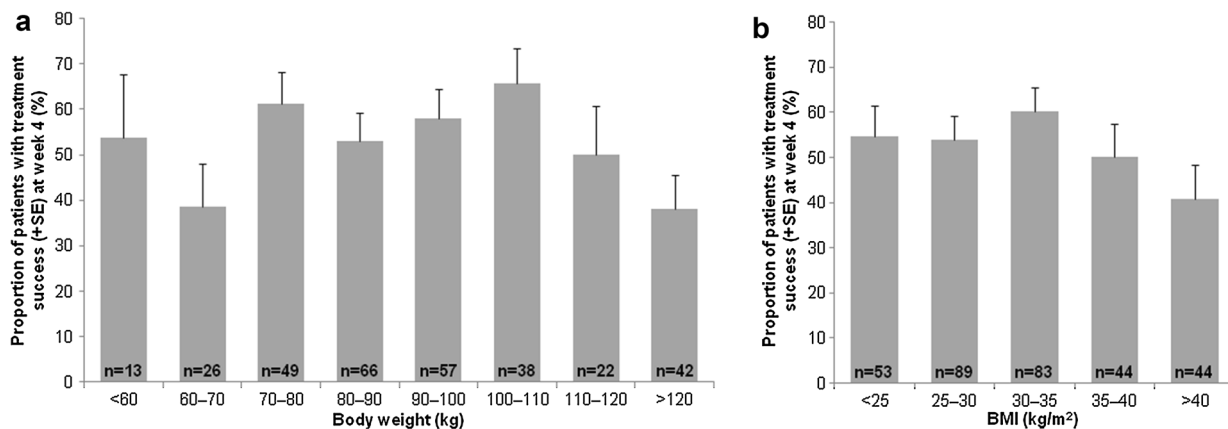 a
Proportion of patients with treatment
success (+SE) at week 4 (%)
80
70
60
50
40
30
20
10
0
n=13 n=26 n=49 n=66 n=57 n=38 n=22 n=42
<60 60–70 70–80 80–90 90–100 100–110 110–120 >120
Body weight (kg)
b
Proportion of patients with treatment
success (+SE) at week 4 (%)
80
70
60
50
40
30
20
10
0
n=53 n=89 n=83 n=44 n=44
<25 25–30 30–35 35–40 >40
BMI (kg/m²)